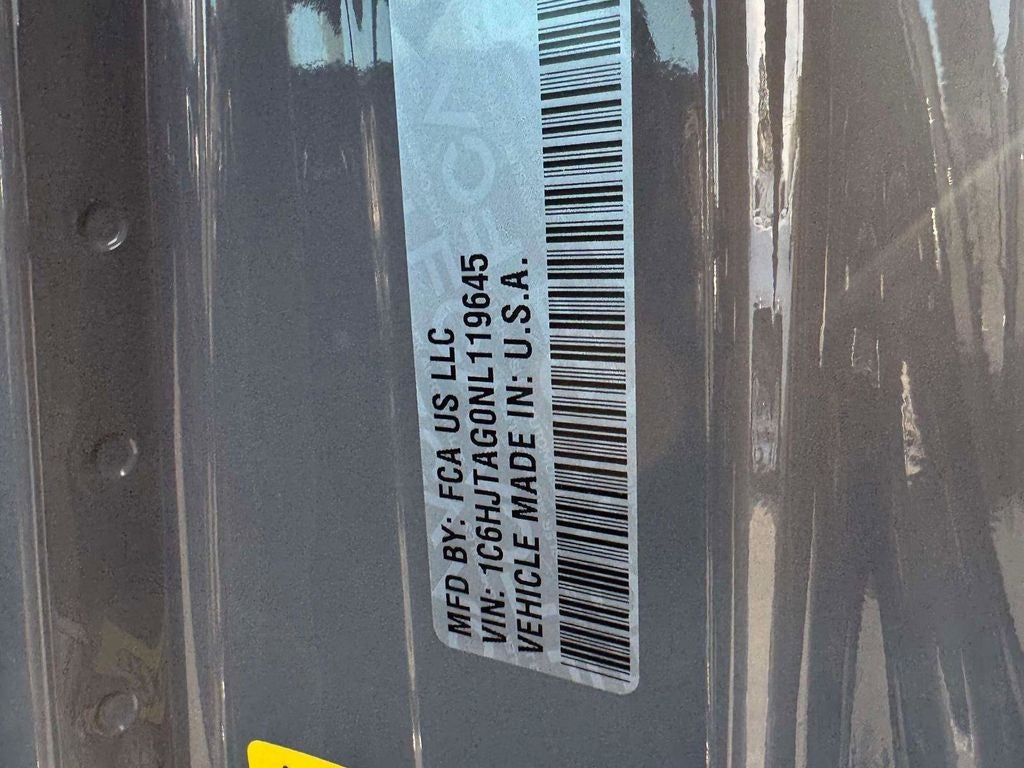 MFD BY: FCA US LLC
VIN: 1C6HJTAG0NL119645
VEHICLE MADE IN: U.S.A.